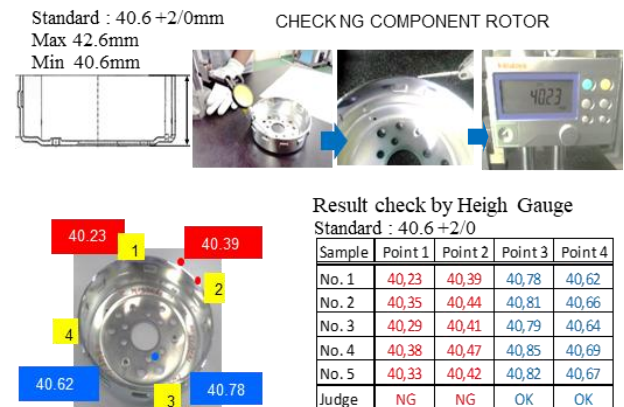 Standard : 40.6 +2/0mm
Max 42.6mm
Min 40.6mm
CHECK NG COMPONENT ROTOR
40.23
40.23
40.39
1
2
4
3
40.62
40.78
Result check by Heigh Gauge
Standard : 40.6 +2/0
Sample Point 1 Point 2 Point 3 Point 4
No. 1 40,23 40,39 40,78 40,62
No. 2 40,35 40,44 40,81 40,66
No. 3 40,29 40,41 40,79 40,64
No. 4 40,38 40,47 40,85 40,69
No. 5 40,33 40,42 40,82 40,67
Judge NG NG OK OK